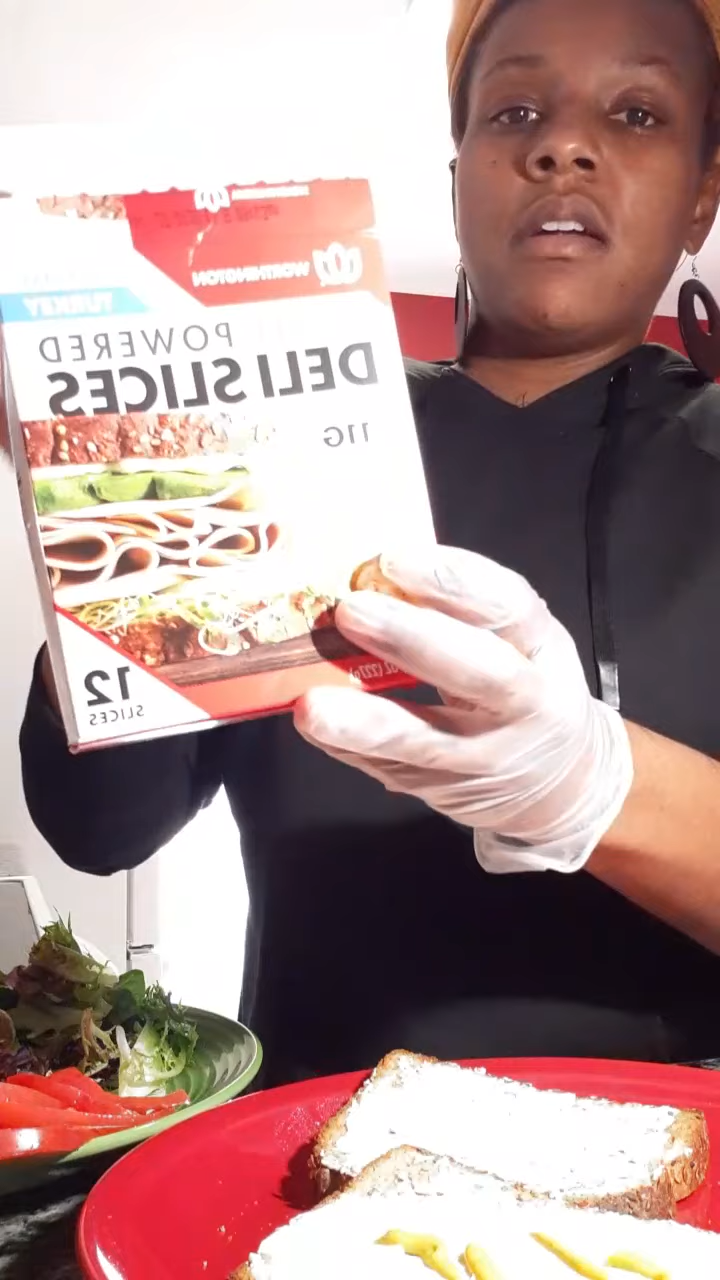 WORTHINGTON
TURKEY
POWERED
DELI SLICES
11G
12
SLICES